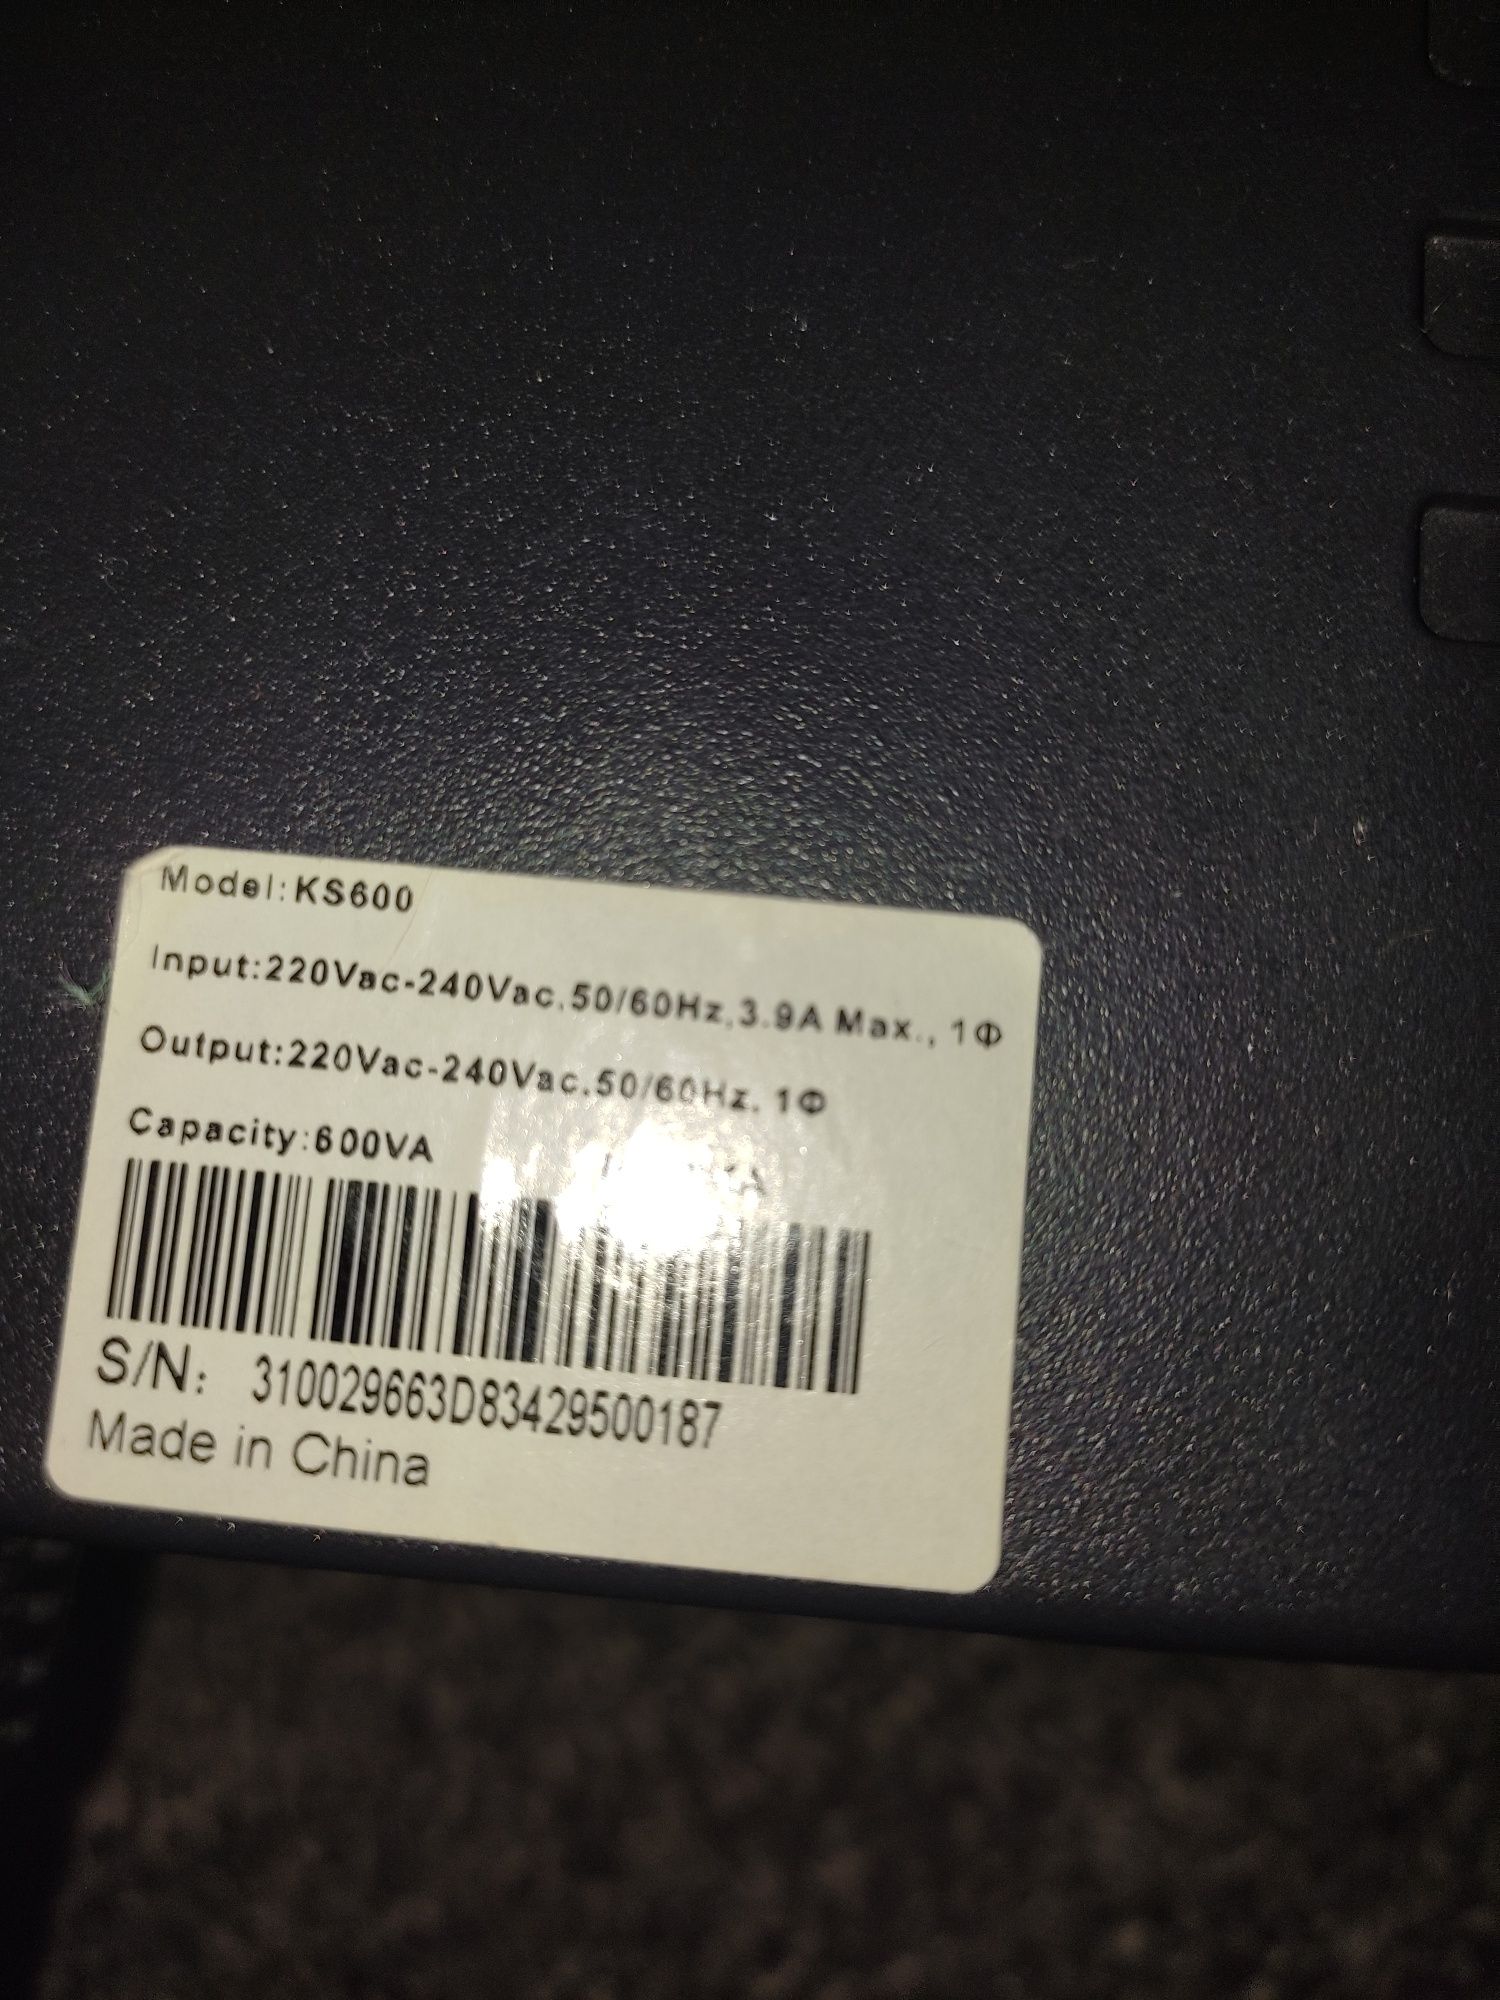 Model:KS600
Input:220Vac-240Vac.50/60Hz,3.9A Max., 1Φ
Output:220Vac-240Vac.50/60Hz. 1Φ
Capacity:600VA
S/N: 310029663D83429500187
Made in China